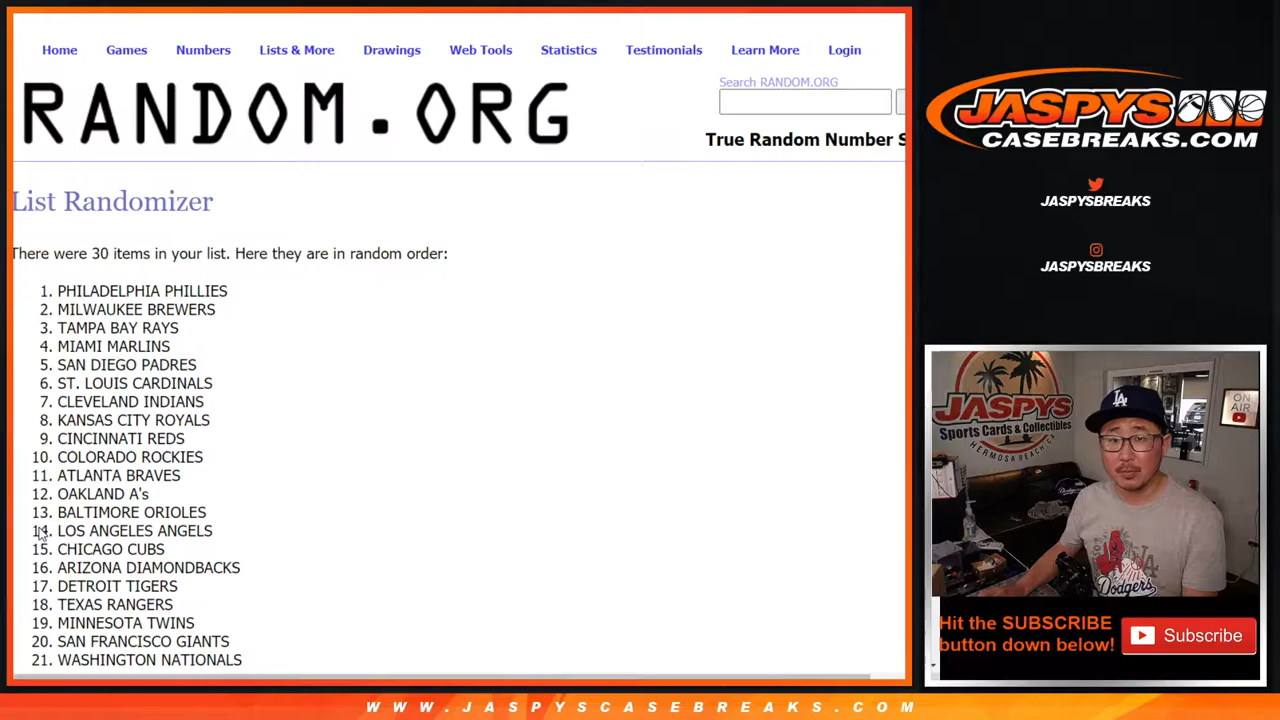 Home Games Numbers Lists & More Drawings Web Tools Statistics Testimonials Learn More Login
RANDOM.ORG
Search RANDOM.ORG
True Random Number S
List Randomizer
There were 30 items in your list. Here they are in random order:
1. PHILADELPHIA PHILLIES
2. MILWAUKEE BREWERS
3. TAMPA BAY RAYS
4. MIAMI MARLINS
5. SAN DIEGO PADRES
6. ST. LOUIS CARDINALS
7. CLEVELAND INDIANS
8. KANSAS CITY ROYALS
9. CINCINNATI REDS
10. COLORADO ROCKIES
11. ATLANTA BRAVES
12. OAKLAND A's
13. BALTIMORE ORIOLES
14. LOS ANGELES ANGELS
15. CHICAGO CUBS
16. ARIZONA DIAMONDBACKS
17. DETROIT TIGERS
18. TEXAS RANGERS
19. MINNESOTA TWINS
20. SAN FRANCISCO GIANTS
21. WASHINGTON NATIONALS
JASPYS
CASEBREAKS.COM
JASPYSBREAKS
JASPYSBREAKS
JASPYS
Sports Cards & Collectibles
HERMOSA BEACH, CA
ON AIR
LA
Dodgers
Dodgers
Hit the SUBSCRIBE
button down below!
Subscribe
WWW.JASPYSCASEBREAKS.COM